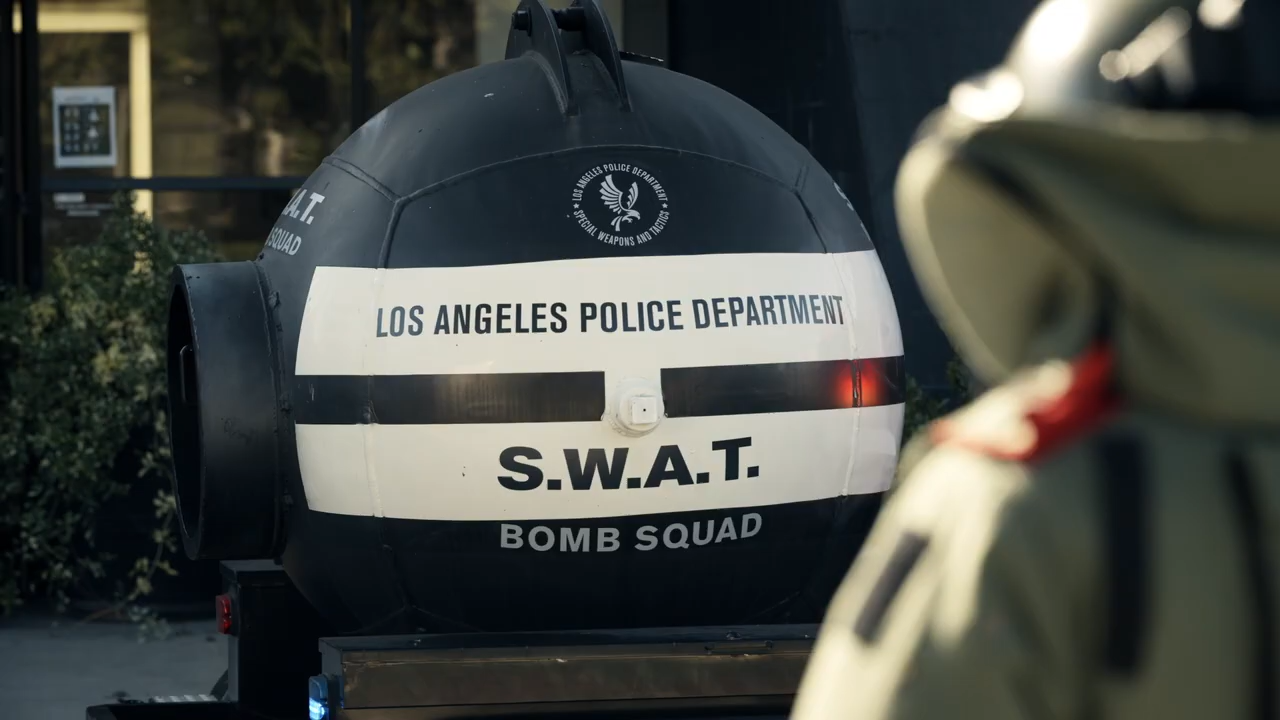 LOS ANGELES POLICE DEPARTMENT
SPECIAL WEAPONS AND TACTICS
LOS ANGELES POLICE DEPARTMENT
S.W.A.T.
BOMB SQUAD
A.T.
SQUAD